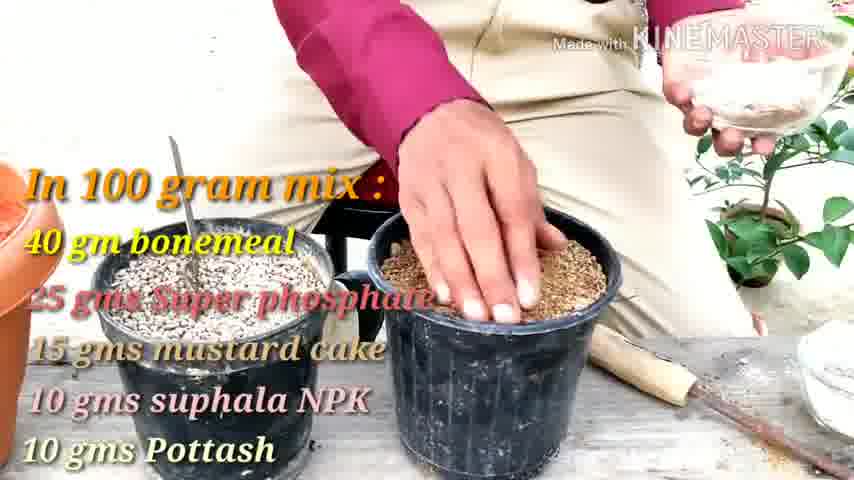 Made with KINEMASTER
In 100 gram mix :
40 gm bonemeal
25 gms Super phosphate
15 gms mustard cake
10 gms suphala NPK
10 gms Pottash